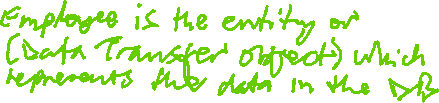 Employee is the entity or
(Data Transfer object) which
represents the data in the DB